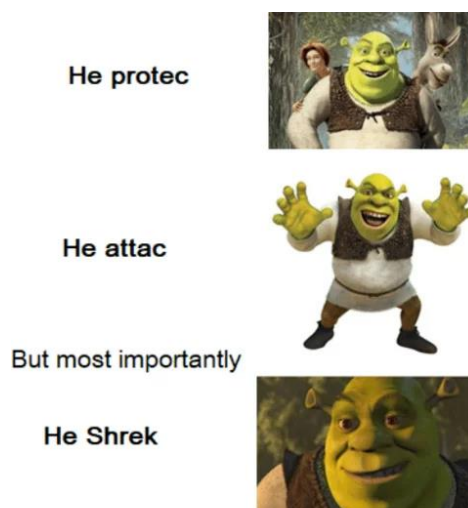 He protec
He attac
But most importantly
He Shrek